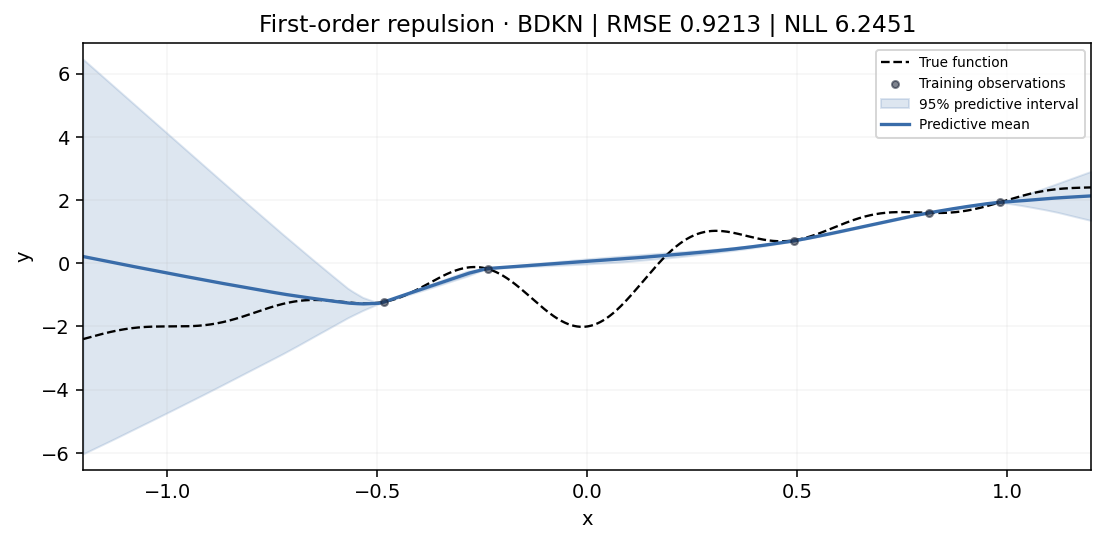 First-order repulsion · BDKN | RMSE 0.9213 | NLL 6.2451
True function
Training observations
95% predictive interval
Predictive mean
y
6
4
2
0
−2
−4
−6
−1.0
−0.5
0.0
0.5
1.0
x